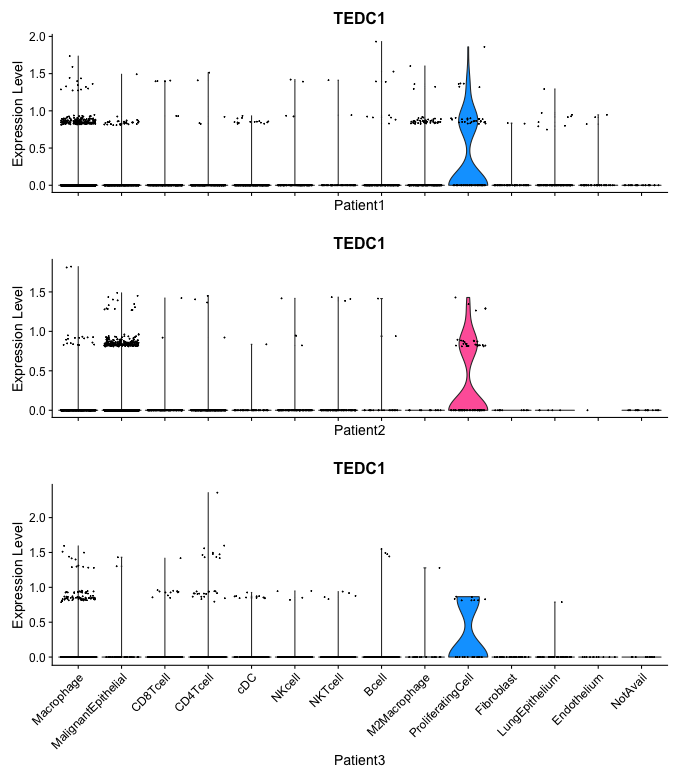 TEDC1
Expression Level
2.0
1.5
1.0
0.5
0.0
Patient1
TEDC1
Expression Level
1.5
1.0
0.5
0.0
Patient2
TEDC1
Expression Level
2.0
1.5
1.0
0.5
0.0
Macrophage
MalignantEpithelial
CD8Tcell
CD4Tcell
cDC
NKcell
NKTcell
Bcell
M2Macrophage
ProliferatingCell
Fibroblast
LungEpithelium
Endothelium
NotAvail
Patient3